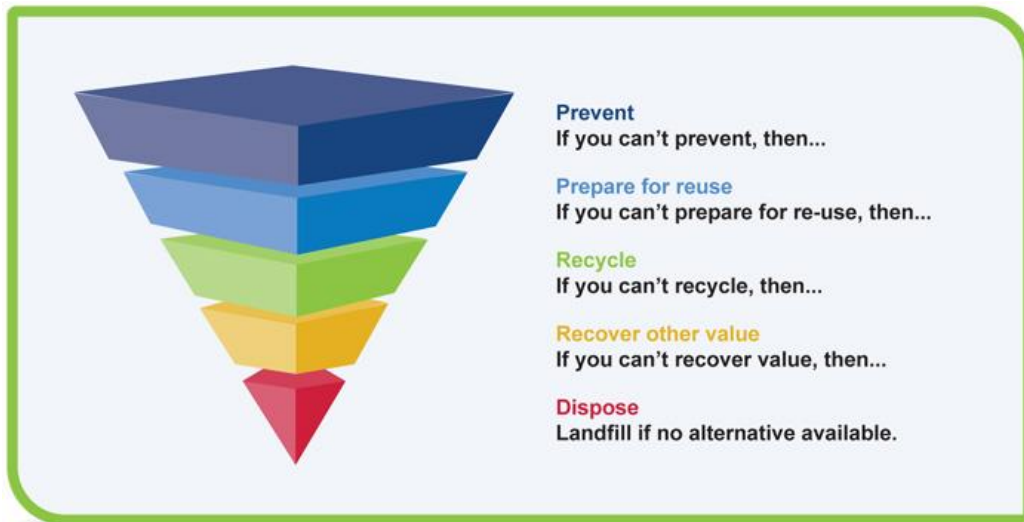 Prevent
If you can’t prevent, then...
Prepare for reuse
If you can’t prepare for re-use, then...
Recycle
If you can’t recycle, then...
Recover other value
If you can’t recover value, then...
Dispose
Landfill if no alternative available.